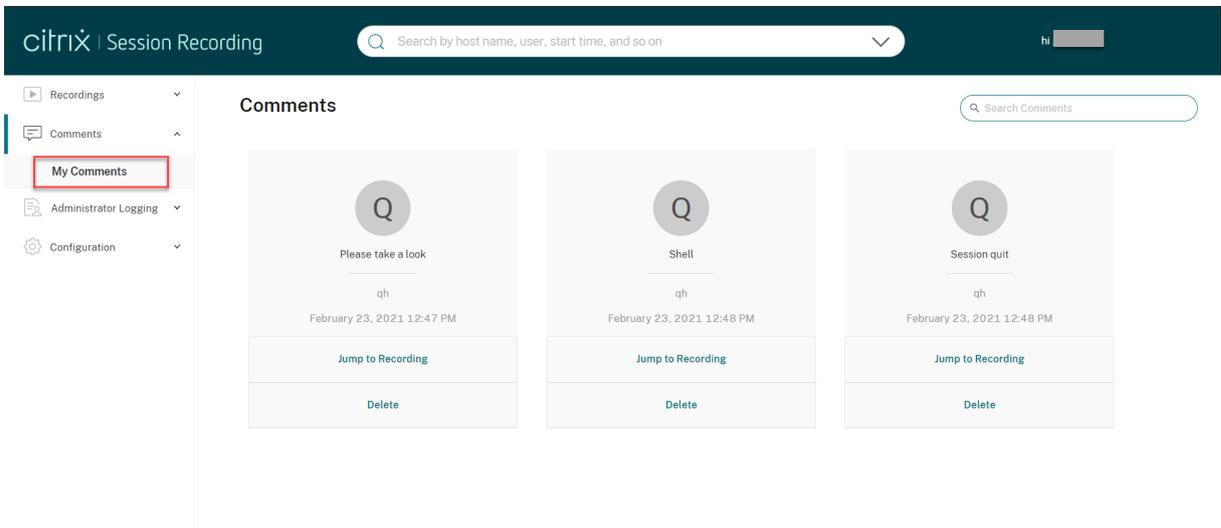 citrix | Session Recording
Search by host name, user, start time, and so on
hi
Recordings
Comments
My Comments
Administrator Logging
Configuration
Comments
Search Comments
Q
Please take a look
qh
February 23, 2021 12:47 PM
Jump to Recording
Delete
Q
Shell
qh
February 23, 2021 12:48 PM
Jump to Recording
Delete
Q
Session quit
qh
February 23, 2021 12:48 PM
Jump to Recording
Delete